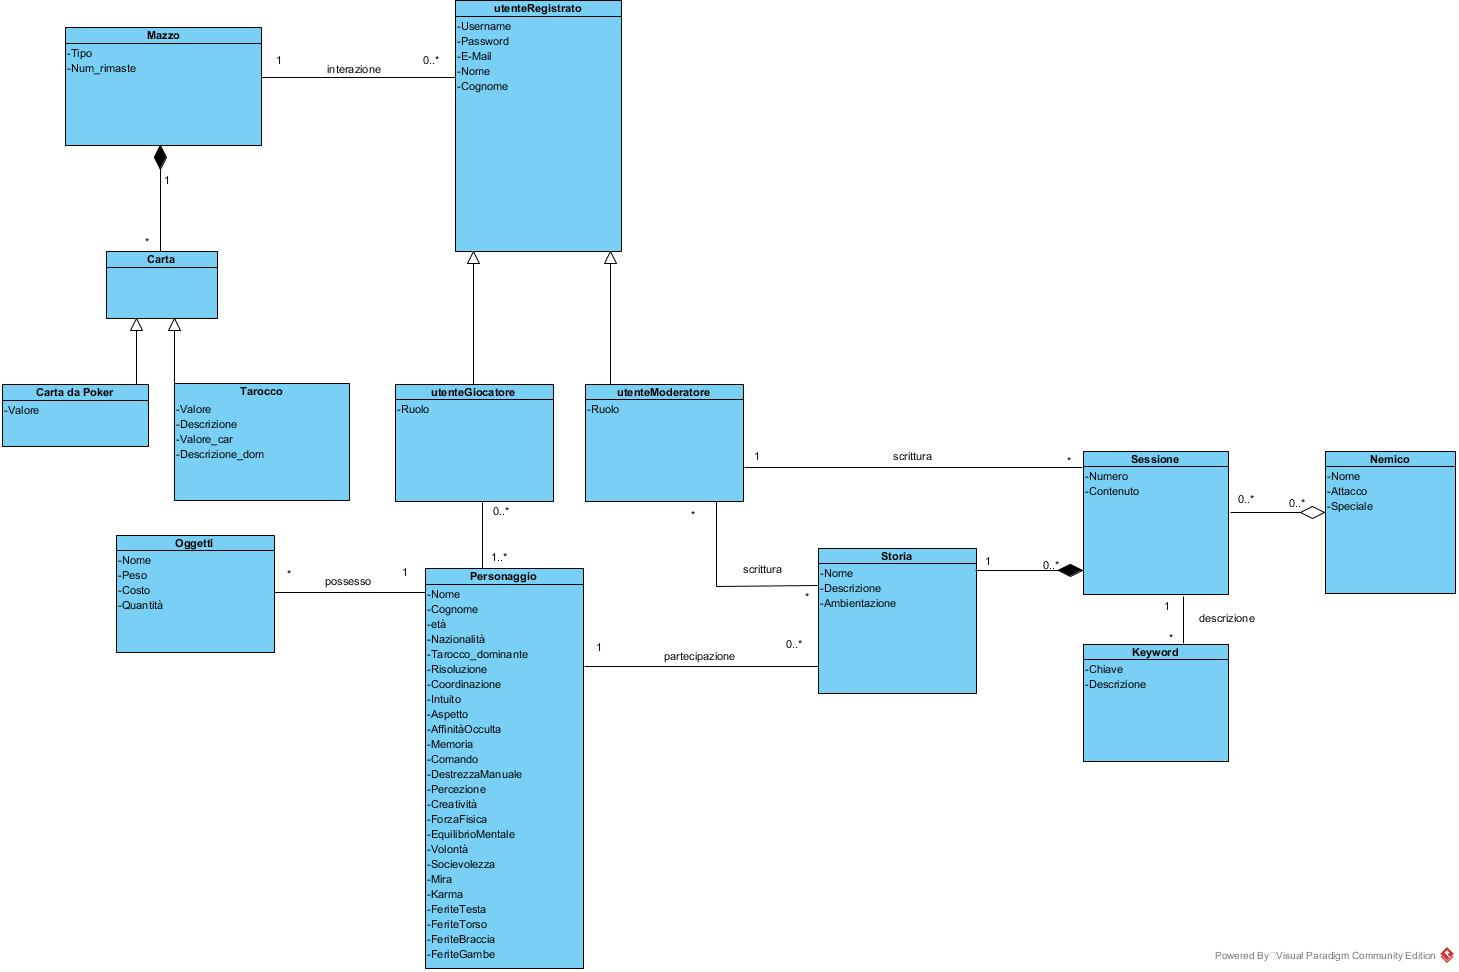 utenteRegistrato
-Username
-Password
-E-Mail
-Nome
-Cognome
Mazzo
-Tipo
-Num_rimaste
1
interazione
0..*
1
*
Carta
Carta da Poker
-Valore
Tarocco
-Valore
-Descrizione
-Valore_car
-Descrizione_dom
utenteGiocatore
-Ruolo
utenteModeratore
-Ruolo
1
scrittura
*
Sessione
-Numero
-Contenuto
0..*
0..*
Nemico
-Nome
-Attacco
-Speciale
0..*
1..*
*
scrittura
*
Oggetti
-Nome
-Peso
-Costo
-Quantità
*
possesso
1
Personaggio
-Nome
-Cognome
-età
-Nazionalità
-Tarocco_dominante
-Risoluzione
-Coordinazione
-Intuito
-Aspetto
-AffinitàOcculta
-Memoria
-Comando
-DestrezzaManuale
-Percezione
-Creatività
-ForzaFisica
-EquilibrioMentale
-Volontà
-Socievolezza
-Mira
-Karma
-FeriteTesta
-FeriteTorso
-FeriteBraccia
-FeriteGambe
1
partecipazione
0..*
Storia
-Nome
-Descrizione
-Ambientazione
1
0..*
1
descrizione
*
Keyword
-Chiave
-Descrizione
Powered By Visual Paradigm Community Edition